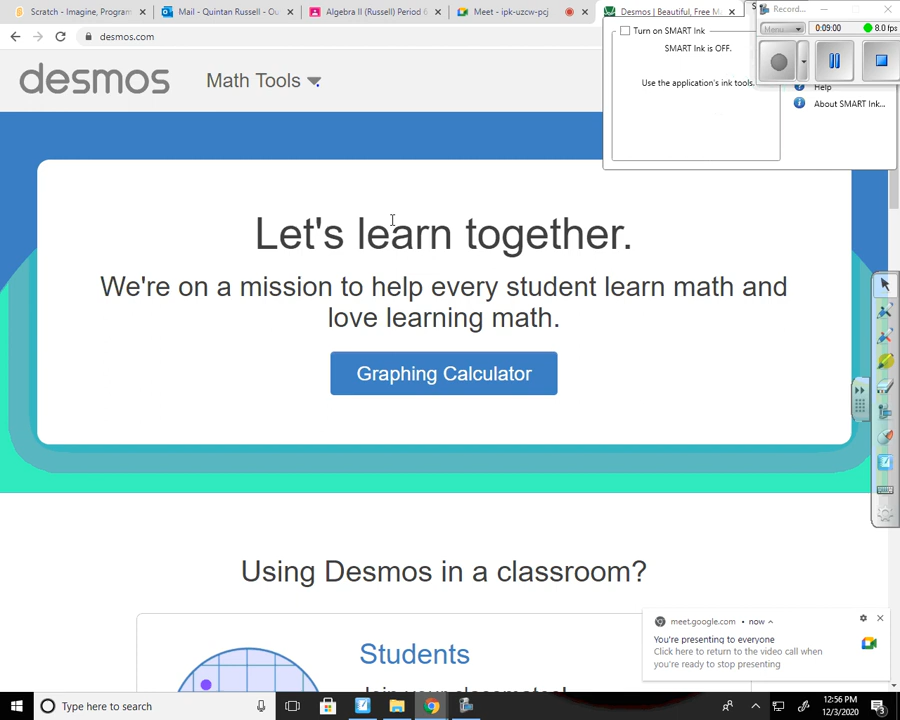 Scratch - Imagine, Program
Mail - Quintan Russell - Ou
Algebra II (Russell) Period 6
Meet - ipk-uzcw-pcj
Desmos | Beautiful, Free M
Record...
desmos.com
Turn on SMART Ink
SMART Ink is OFF.
Use the application's ink tools.
Menu
0:09:00
8.0 fps
Help
About SMART Ink...
desmos
Math Tools
Let's learn together.
We're on a mission to help every student learn math and
love learning math.
Graphing Calculator
Using Desmos in a classroom?
Students
Join your classmates!
meet.google.com • now
You're presenting to everyone
Click here to return to the video call when
you're ready to stop presenting
Type here to search
12:56 PM
12/3/2020
3